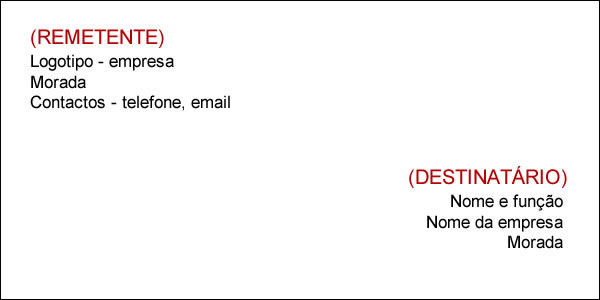 (REMETENTE)
Logotipo - empresa
Morada
Contactos - telefone, email
(DESTINATÁRIO)
Nome e função
Nome da empresa
Morada